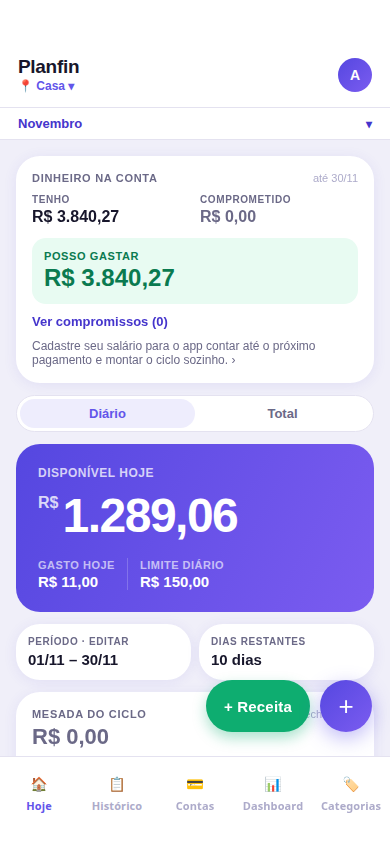 Planfin
📍 Casa ▾
A
Novembro ▾
DINHEIRO NA CONTA até 30/11
TENHO COMPROMETIDO
R$ 3.840,27 R$ 0,00
POSSO GASTAR
R$ 3.840,27
Ver compromissos (0)
Cadastre seu salário para o app contar até o próximo
pagamento e montar o ciclo sozinho. ›
Diário Total
DISPONÍVEL HOJE
R$ 1.289,06
GASTO HOJE LIMITE DIÁRIO
R$ 11,00 R$ 150,00
PERÍODO · EDITAR DIAS RESTANTES
01/11 – 30/11 10 dias
MESADA DO CICLO
+ Receita +
R$ 0,00
Hoje Histórico Contas Dashboard Categorias